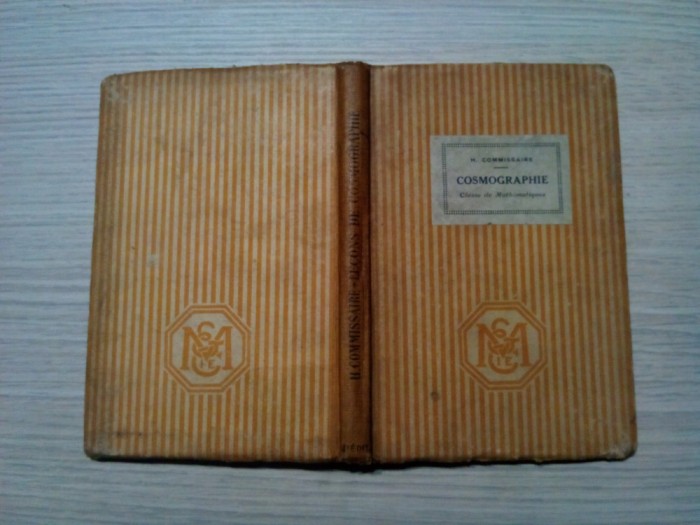 H. COMMISSAIRE
COSMOGRAPHIE
Classe de Mathématiques
H. COMMISSAIRE - LEÇONS DE COSMOGRAPHIE